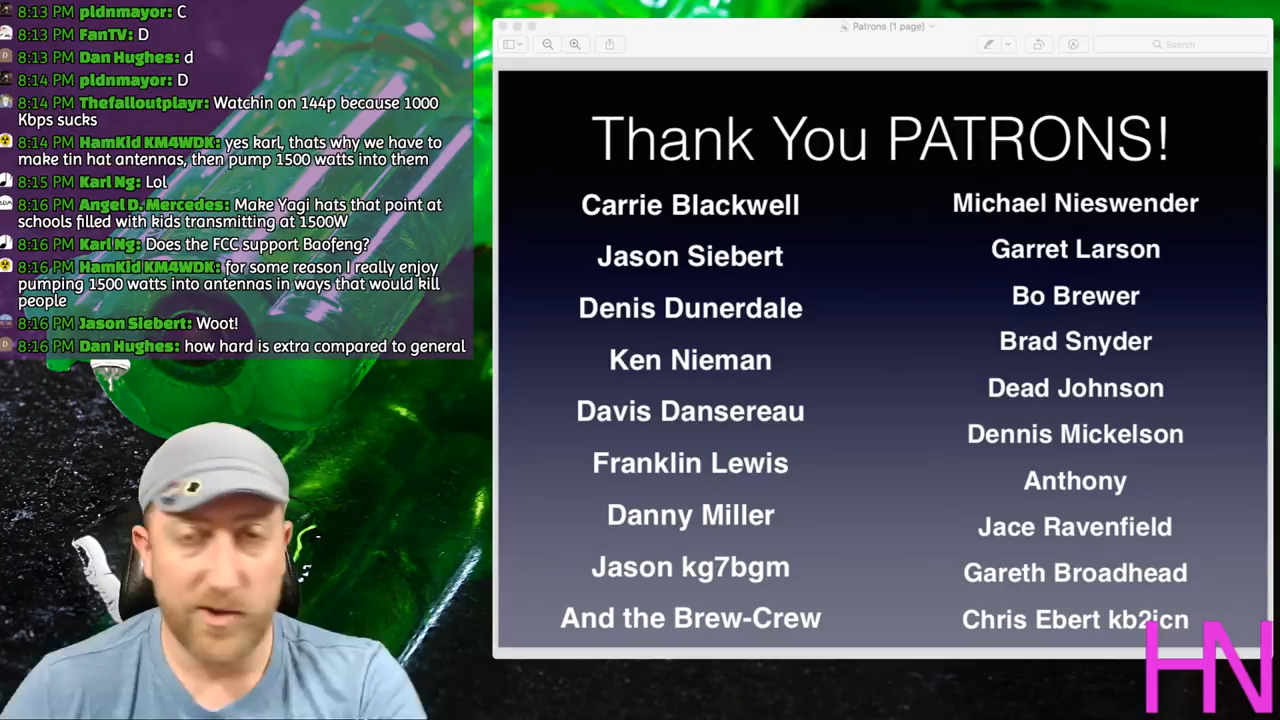 8:13 PM pldnmayor: C
8:13 PM FanTV: D
8:13 PM Dan Hughes: d
8:14 PM pldnmayor: D
8:14 PM Thefalloutplayr: Watchin on 144p because 1000
Kbps sucks
8:14 PM HamKid KM4WDK: yes karl, thats why we have to
make tin hat antennas, then pump 1500 watts into them
8:15 PM Karl Ng: Lol
8:16 PM Angel D. Mercedes: Make Yagi hats that point at
schools filled with kids transmitting at 1500W
8:16 PM Karl Ng: Does the FCC support Baofeng?
8:16 PM HamKid KM4WDK: for some reason I really enjoy
pumping 1500 watts into antennas in ways that would kill
people
8:16 PM Jason Siebert: Woot!
8:16 PM Dan Hughes: how hard is extra compared to general
Patrons (1 page)
Search
Thank You PATRONS!
Carrie Blackwell
Jason Siebert
Denis Dunerdale
Ken Nieman
Davis Dansereau
Franklin Lewis
Danny Miller
Jason kg7bgm
And the Brew-Crew
Michael Nieswender
Garret Larson
Bo Brewer
Brad Snyder
Dead Johnson
Dennis Mickelson
Anthony
Jace Ravenfield
Gareth Broadhead
Chris Ebert kb2icn
HN